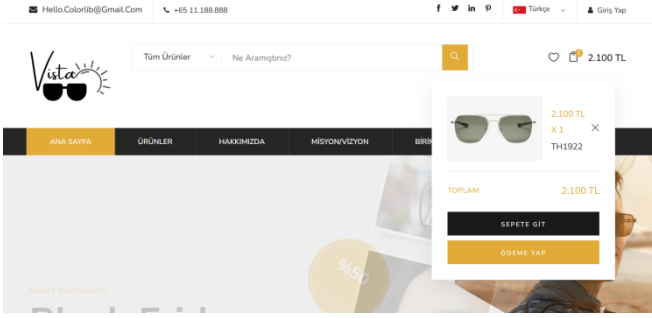 Hello.Colorlib@Gmail.Com
+65 11.188.888
Türkçe
Giriş Yap
Vista
Tüm Ürünler
Ne Aramıştınız?
1
2.100 TL
2.100 TL
X 1
TH1922
ANA SAYFA
ÜRÜNLER
HAKKIMIZDA
MİSYON/VİZYON
TOPLAM:
2.100 TL
SEPETE GİT
ÖDEME YAP
%50